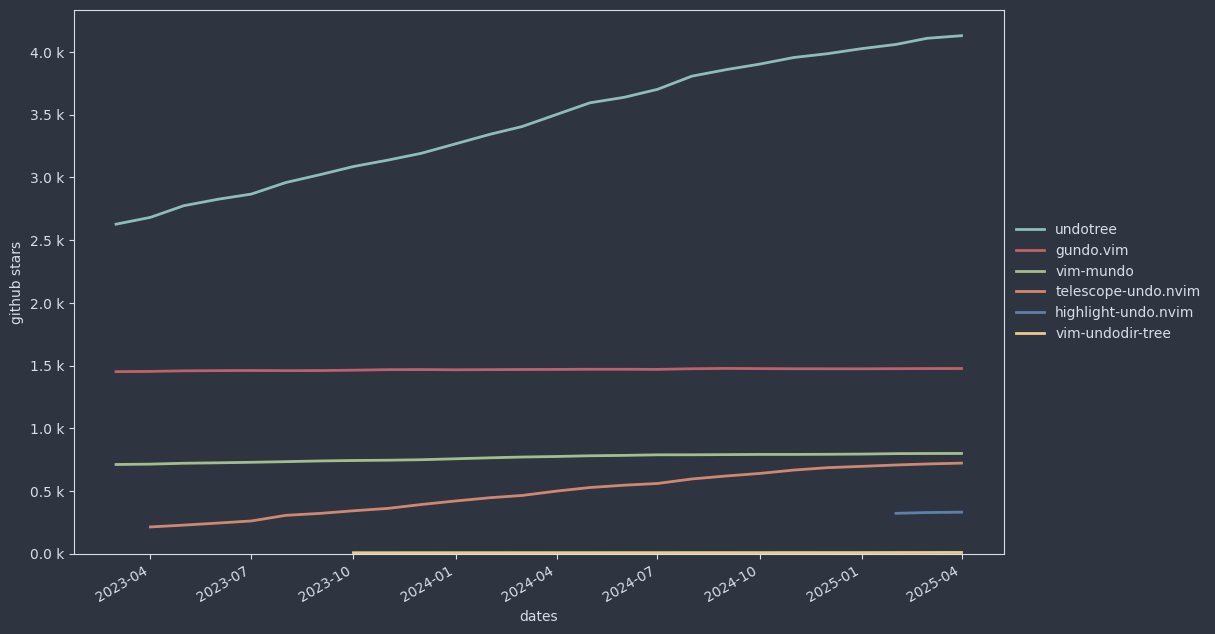 4.0 k
3.5 k
3.0 k
2.5 k
2.0 k
1.5 k
1.0 k
0.5 k
0.0 k
github stars
2023-04
2023-07
2023-10
2024-01
2024-04
2024-07
2024-10
2025-01
2025-04
dates
undotree
gundo.vim
vim-mundo
telescope-undo.nvim
highlight-undo.nvim
vim-undodir-tree